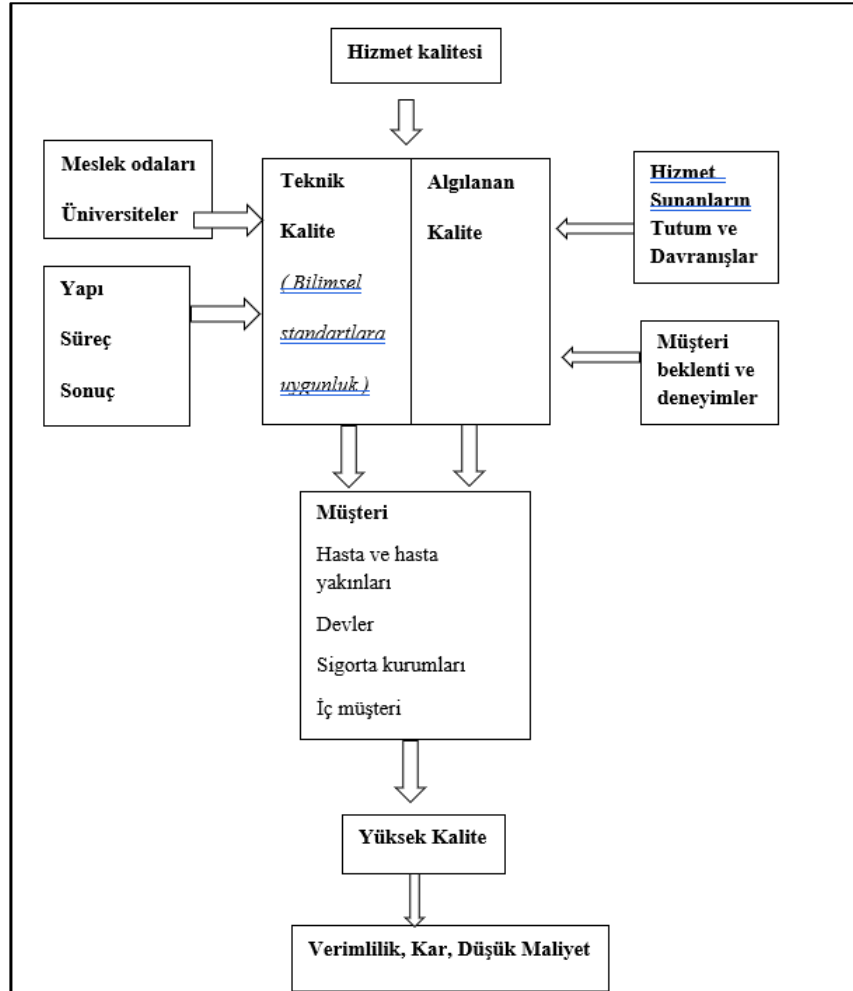 Hizmet kalitesi
Meslek odaları
Üniversiteler
Yapı
Süreç
Sonuç
Teknik
Kalite
( Bilimsel
standartlara
uygunluk )
Algılanan
Kalite
Hizmet
Sunanların
Tutum ve
Davranışlar
Müşteri
beklenti ve
deneyimler
Müşteri
Hasta ve hasta
yakınları
Devler
Sigorta kurumları
İç müşteri
Yüksek Kalite
Verimlilik, Kar, Düşük Maliyet